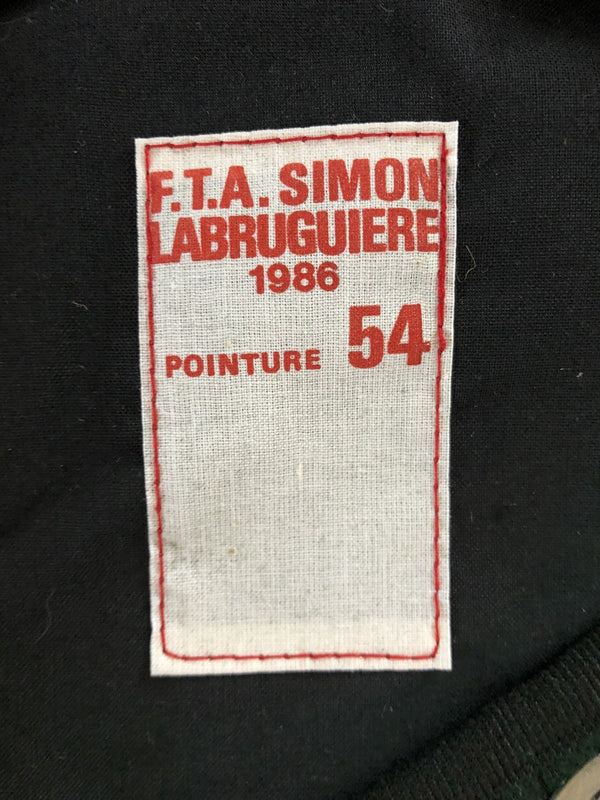 F.T.A. SIMON
LABRUGUIERE
1986
POINTURE 54